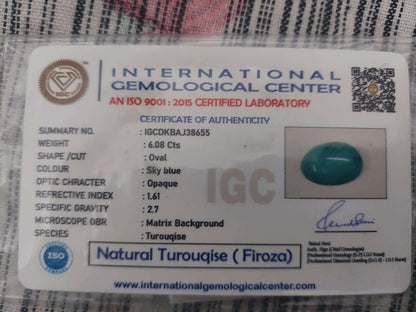 INTERNATIONAL
GEMOLOGICAL CENTER
AN ISO 9001 : 2015 CERTIFIED LABORATORY
CERTIFICATE OF AUTHENTICITY
IGC
SUMMARY NO. : IGCDKBAJ38655
WEIGHT : 6.08 Cts
SHAPE /CUT : Oval
COLOUR : Sky blue
OPTIC CHRACTER : Opaque
REFRACTIVE INDEX : 1.61
SPECIFIC GRAVITY : 2.7
MICROSCOPE OBR : Matrix Background
SPECIES : Turouqise
IGC
ISO
Natural Turouqise ( Firoza)
www.internationalgemologicalcenter.com